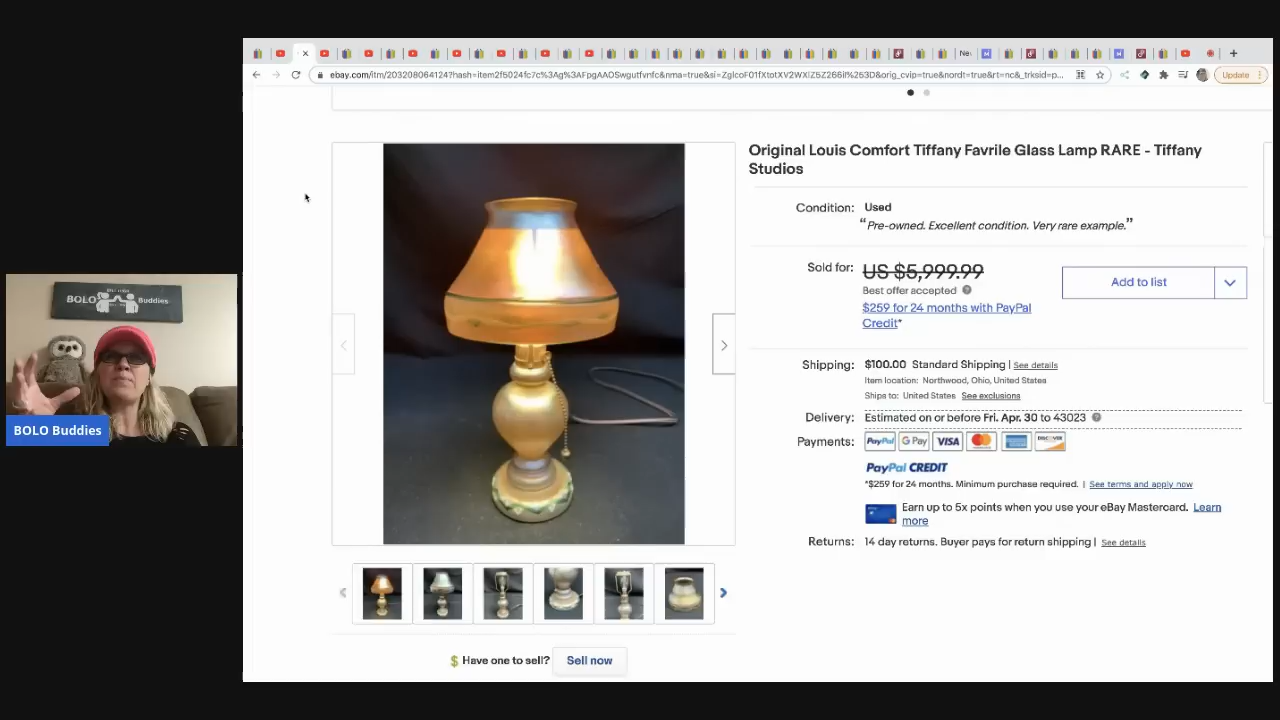 ebay.com/itm/203208064124?hash=item2f5024fc7c%3Ag%3AFpgAAOSwgutfvnfc&nma=true&si=ZglcoF01fXtotXV2WXIZ5Z266iI%253D&orig_cvip=true&nordt=true&rt=nc&_trksid=p...
Update
Original Louis Comfort Tiffany Favrile Glass Lamp RARE - Tiffany
Studios
Condition: Used
“Pre-owned. Excellent condition. Very rare example.”
Sold for: US $5,999.99
Best offer accepted
$259 for 24 months with PayPal
Credit*
Add to list
Shipping: $100.00 Standard Shipping | See details
Item location: Northwood, Ohio, United States
Ships to: United States See exclusions
Delivery: Estimated on or before Fri. Apr. 30 to 43023
Payments: PayPal G Pay VISA MasterCard DISCOVER
PayPal CREDIT
*$259 for 24 months. Minimum purchase required. | See terms and apply now
Earn up to 5x points when you use your eBay Mastercard. Learn
more
Returns: 14 day returns. Buyer pays for return shipping | See details
Have one to sell? Sell now
BOLO Buddies
BOLO Buddies